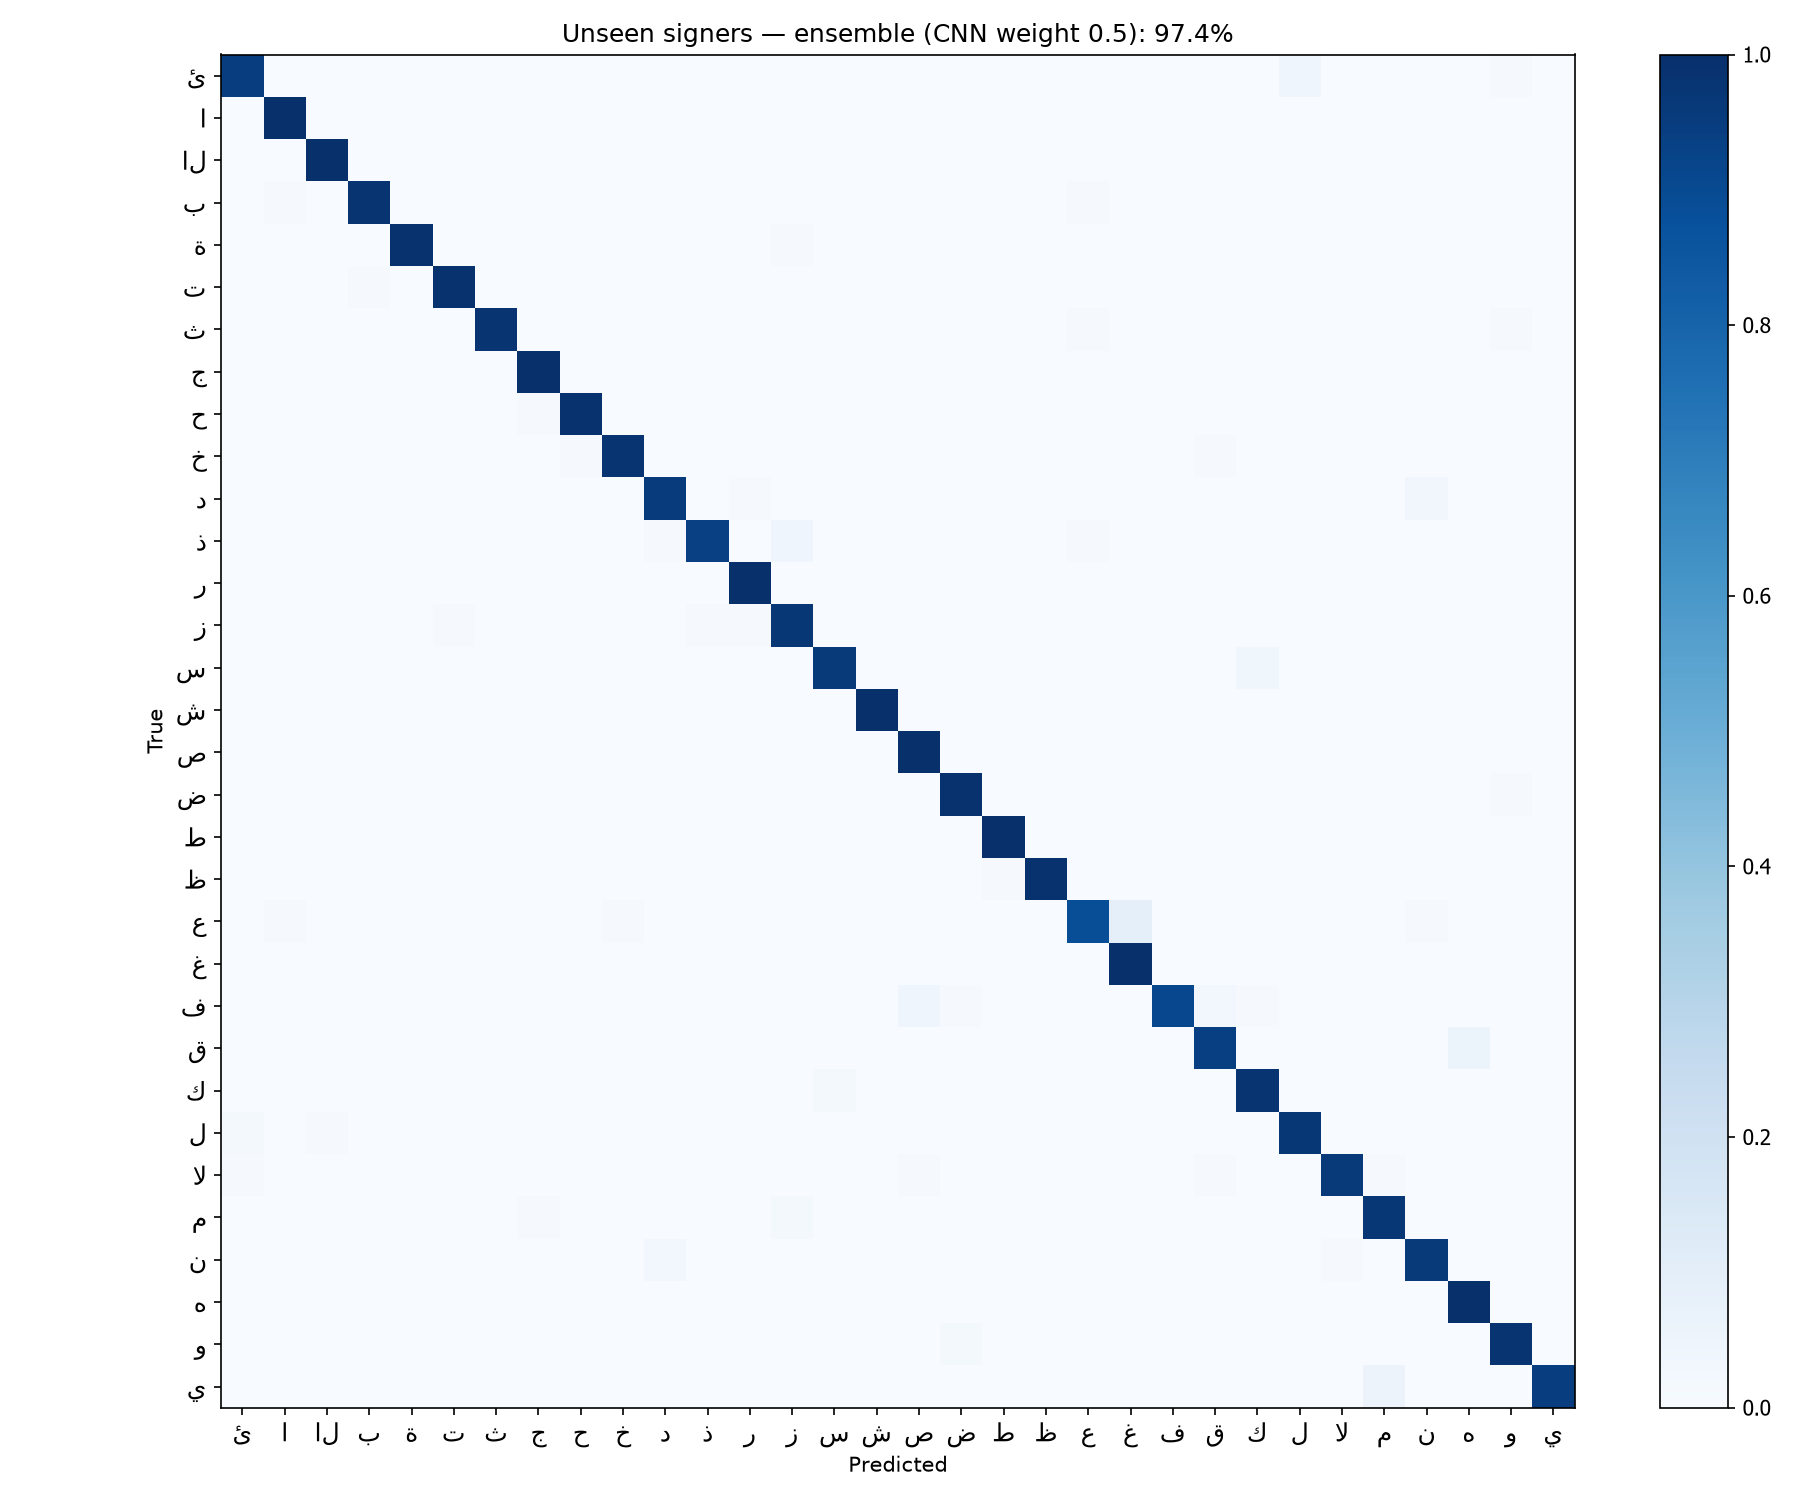 Unseen signers — ensemble (CNN weight 0.5): 97.4%
True
ئ
ا
ال
ب
ة
ت
ث
ج
ح
خ
د
ذ
ر
ز
س
ش
ص
ض
ط
ظ
ع
غ
ف
ق
ك
ل
لا
م
ن
ه
و
ي
ئ ا ال ب ة ت ث ج ح خ د ذ ر ز س ش ص ض ط ظ ع غ ف ق ك ل لا م ن ه و ي
Predicted
1.0
0.8
0.6
0.4
0.2
0.0